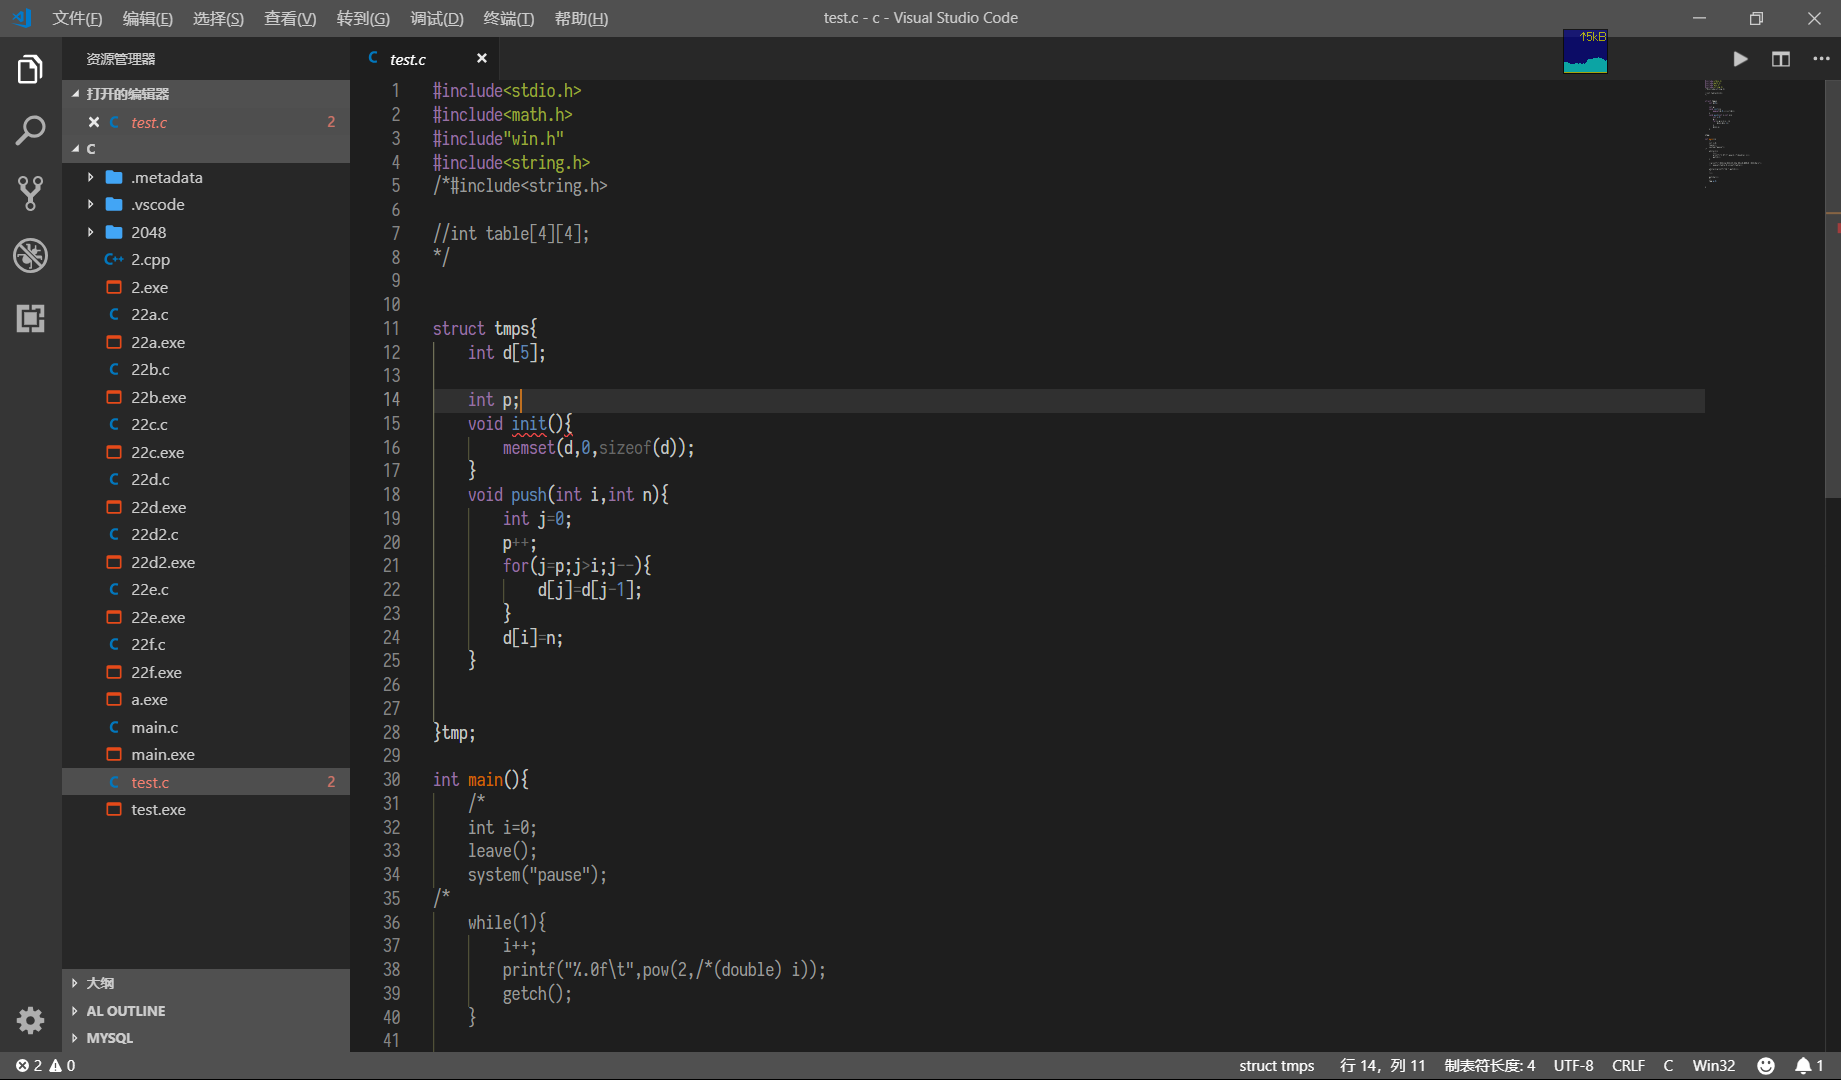 文件(F) 编辑(E) 选择(S) 查看(V) 转到(G) 调试(D) 终端(T) 帮助(H)
test.c - c - Visual Studio Code
↑5kB
资源管理器
打开的编辑器
test.c 2
C
.metadata
.vscode
2048
C++ 2.cpp
2.exe
C 22a.c
22a.exe
C 22b.c
22b.exe
C 22c.c
22c.exe
C 22d.c
22d.exe
C 22d2.c
22d2.exe
C 22e.c
22e.exe
C 22f.c
22f.exe
a.exe
C main.c
main.exe
C test.c 2
test.exe
大纲
AL OUTLINE
MYSQL
C test.c
1 #include<stdio.h>
2 #include<math.h>
3 #include"win.h"
4 #include<string.h>
5 /*#include<string.h>
6
7 //int table[4][4];
8 */
9
10
11 struct tmps{
12 int d[5];
13
14 int p;
15 void init(){
16 memset(d,0,sizeof(d));
17 }
18 void push(int i,int n){
19 int j=0;
20 p++;
21 for(j=p;j>i;j--){
22 d[j]=d[j-1];
23 }
24 d[i]=n;
25 }
26
27
28 }tmp;
29
30 int main(){
31 /*
32 int i=0;
33 leave();
34 system("pause");
35 /*
36 while(1){
37 i++;
38 printf("%.0f\t",pow(2,/*(double) i));
39 getch();
40 }
41
2 0
struct tmps 行 14，列 11 制表符长度: 4 UTF-8 CRLF C Win32 1